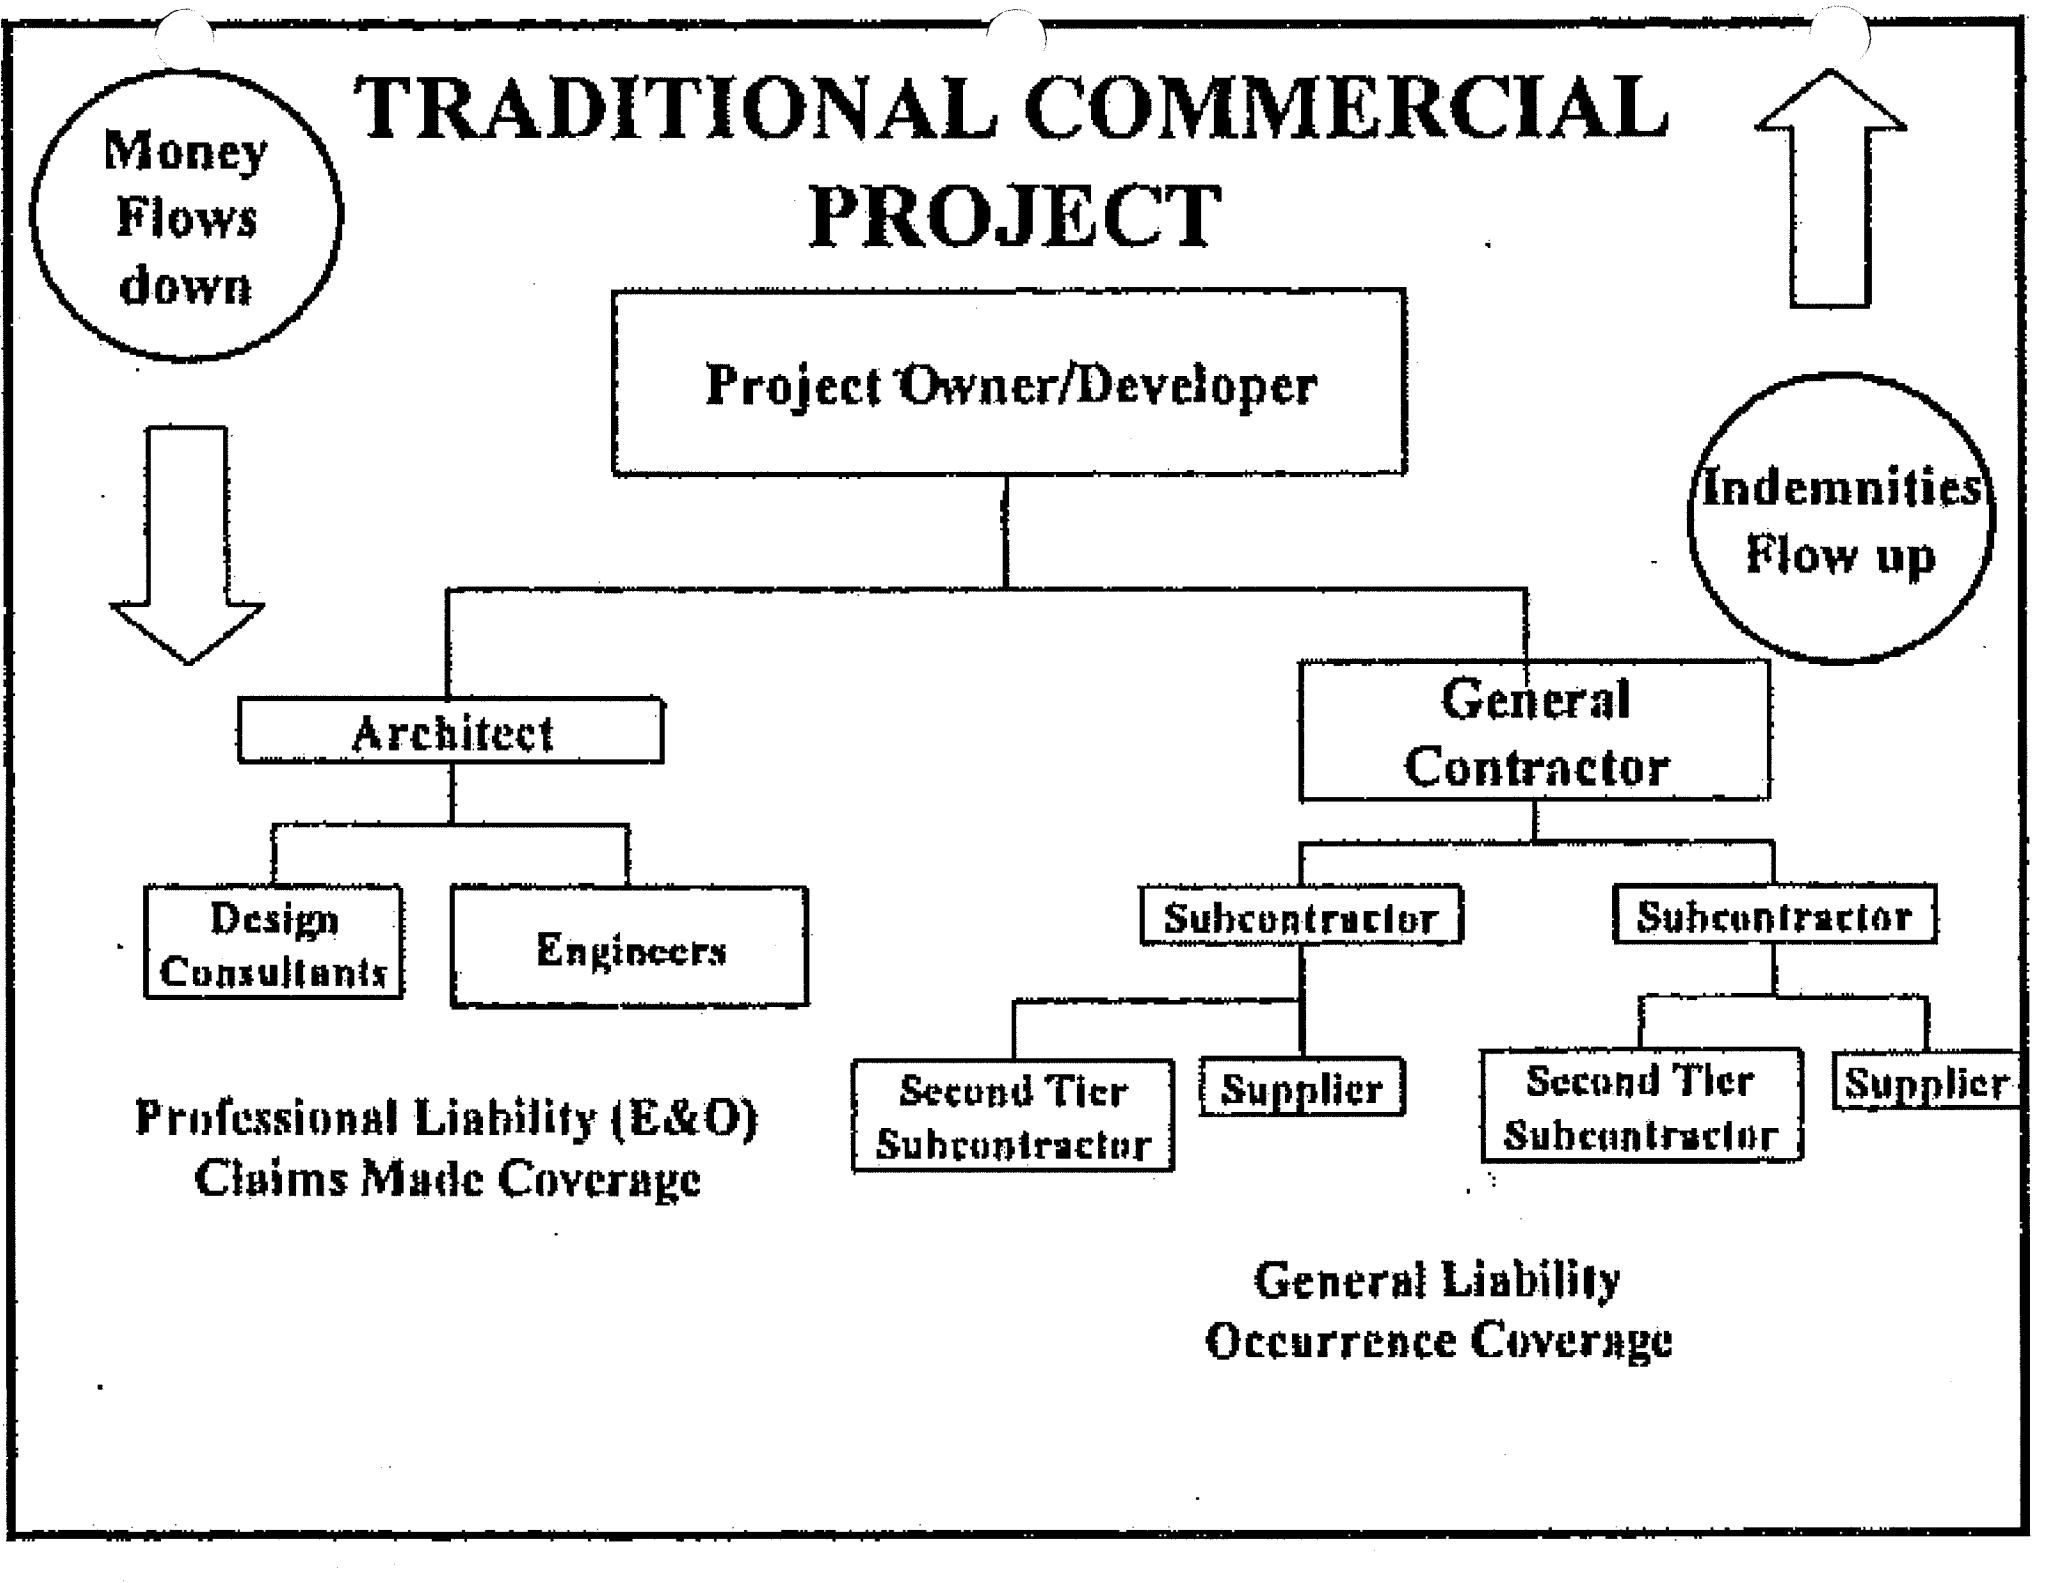 TRADITIONAL COMMERCIAL
PROJECT
Money
Flows
down
Project Owner/Developer
Indemnities
Flow up
Architect
General
Contractor
Design
Consultants
Engineers
Subcontractor
Subcontractor
Second Tier
Subcontractor
Supplier
Second Tier
Subcontractor
Supplier
Professional Liability (E&O)
Claims Made Coverage
General Liability
Occurrence Coverage